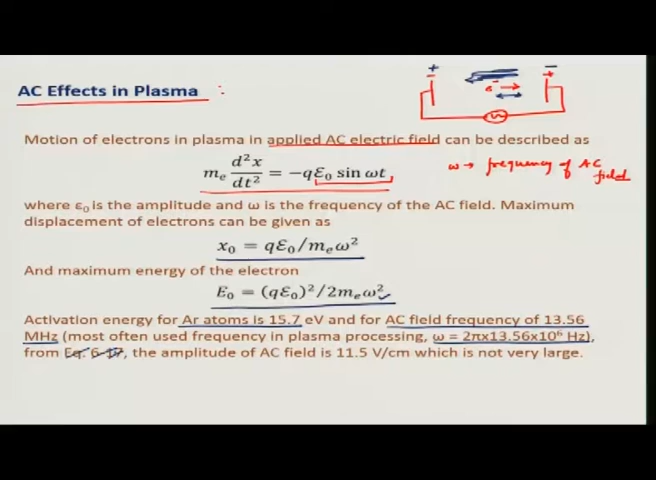 AC Effects in Plasma :
+ −
− +
e⁻
Motion of electrons in plasma in applied AC electric field can be described as
mₑ d²x/dt² = −qℰ₀ sin ωt,
ω → frequency of AC
field
where ε₀ is the amplitude and ω is the frequency of the AC field. Maximum
displacement of electrons can be given as
x₀ = qℰ₀/mₑω²
And maximum energy of the electron
E₀ = (qℰ₀)²/2mₑω²
Activation energy for Ar atoms is 15.7 eV and for AC field frequency of 13.56
MHz (most often used frequency in plasma processing, ω = 2πx13.56x10⁶ Hz),
from Eq. 6-17, the amplitude of AC field is 11.5 V/cm which is not very large.